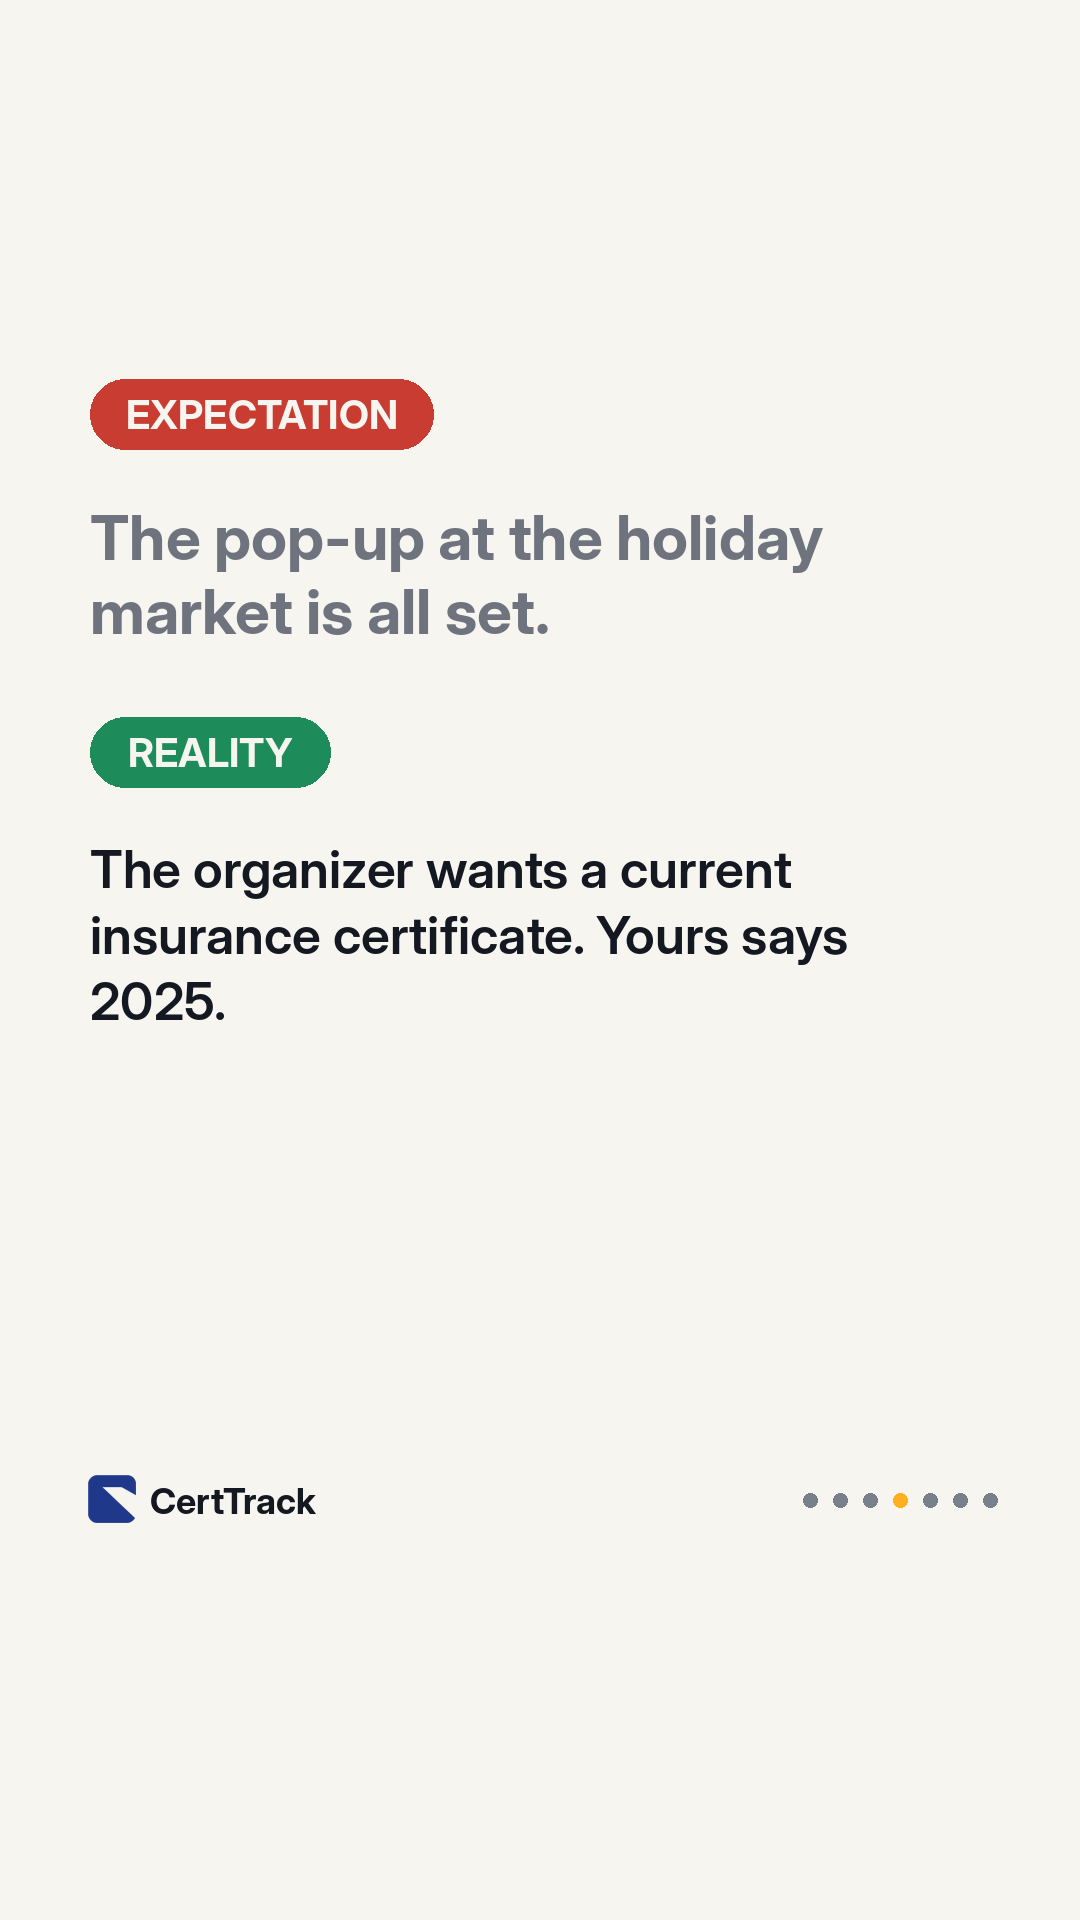 EXPECTATION
The pop-up at the holiday
market is all set.
REALITY
The organizer wants a current
insurance certificate. Yours says
2025.
CertTrack